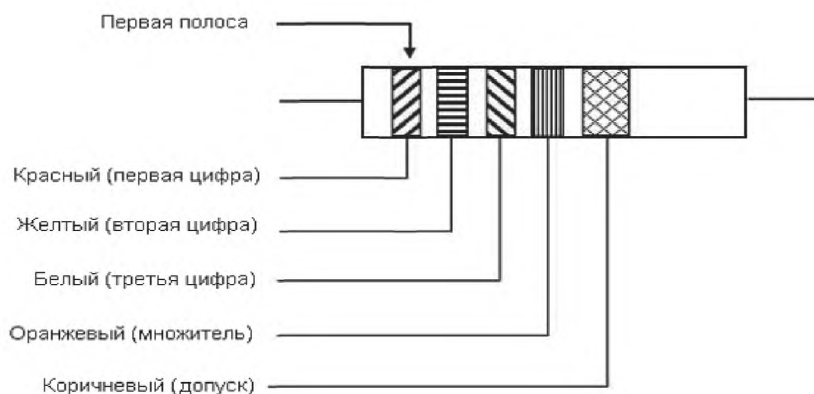 Первая полоса
Красный (первая цифра)
Желтый (вторая цифра)
Белый (третья цифра)
Оранжевый (множитель)
Коричневый (допуск)